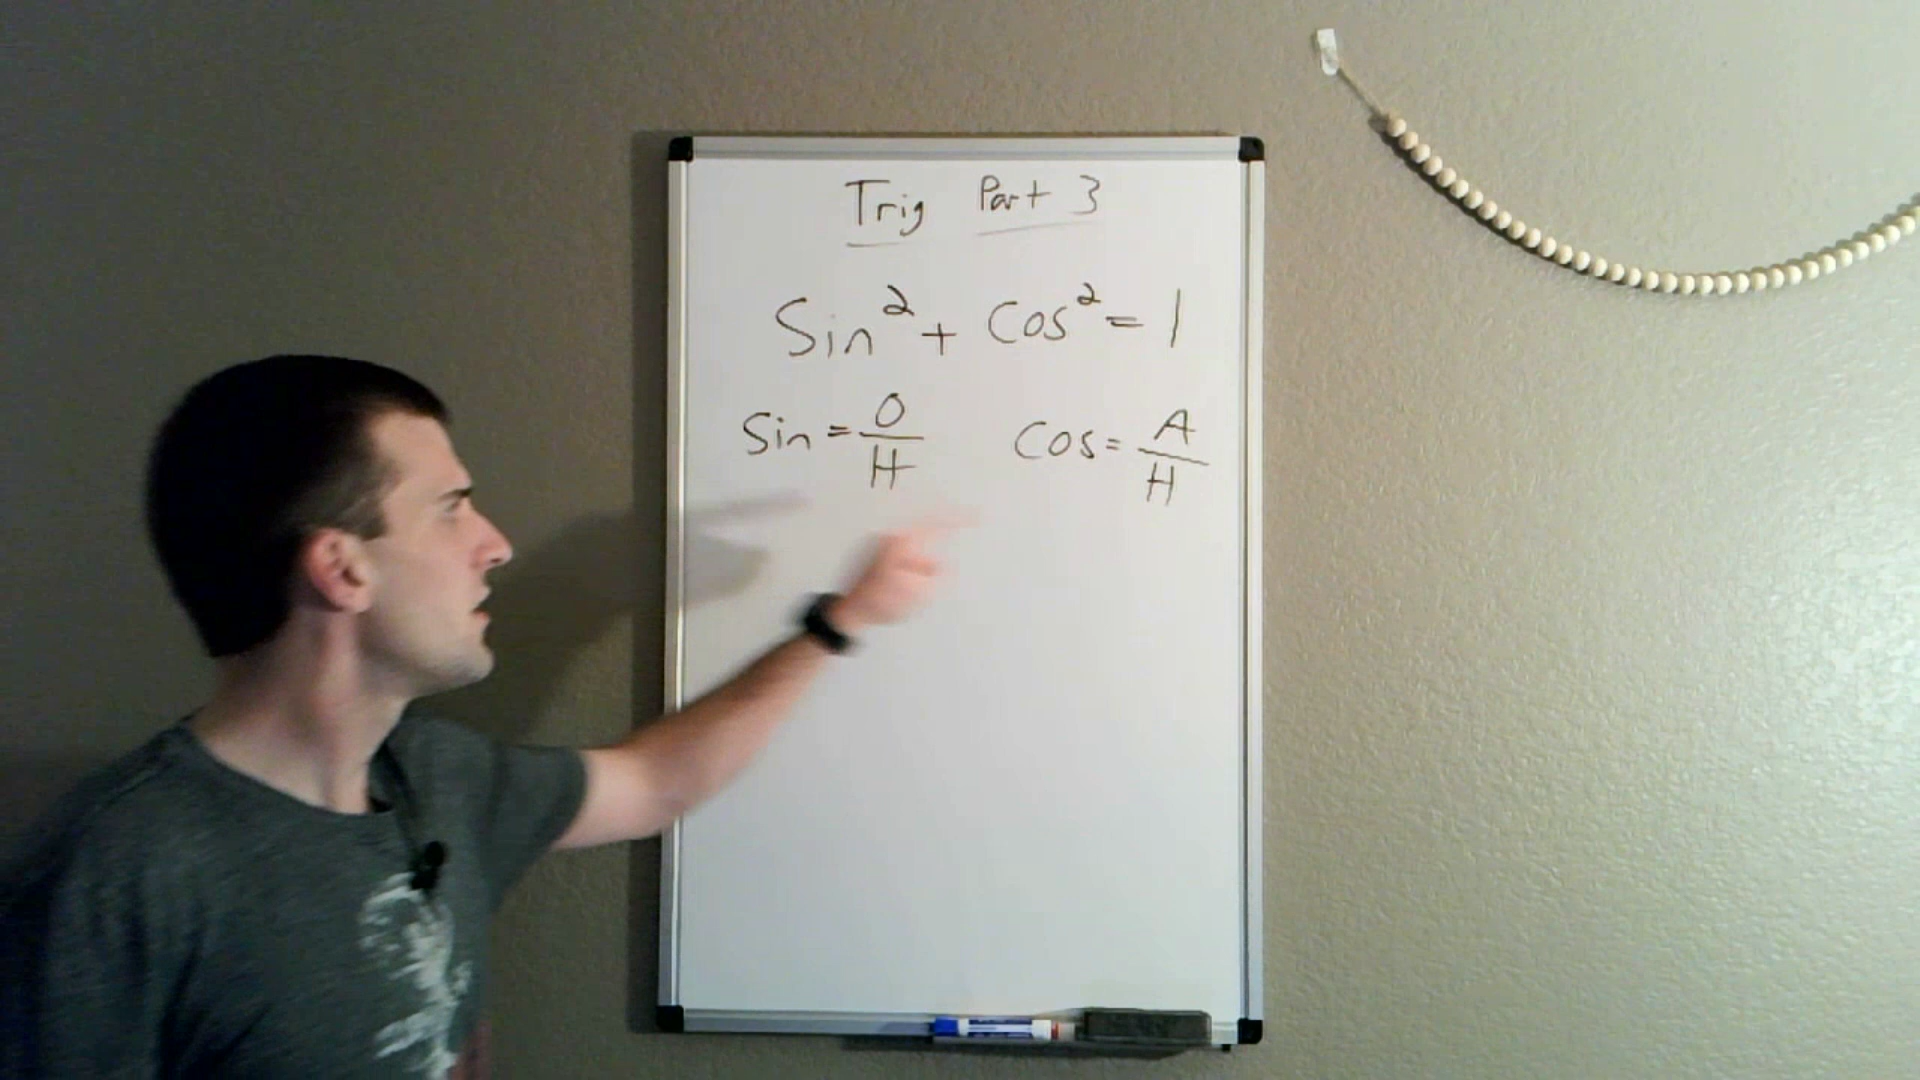 Trig Part 3
Sin² + Cos² = 1
Sin = O/H Cos = A/H